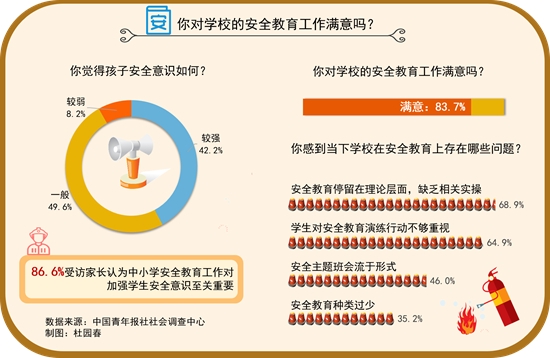 安
你对学校的安全教育工作满意吗？
你觉得孩子安全意识如何？
较弱
8.2%
较强
42.2%
一般
49.6%
86.6%受访家长认为中小学安全教育工作对
加强学生安全意识至关重要
数据来源：中国青年报社社会调查中心
制图：杜园春
你对学校的安全教育工作满意吗？
满意：83.7%
你感到当下学校在安全教育上存在哪些问题？
安全教育停留在理论层面，缺乏相关实操
68.9%
学生对安全教育演练行动不够重视
64.9%
安全主题班会流于形式
46.0%
安全教育种类过少
35.2%